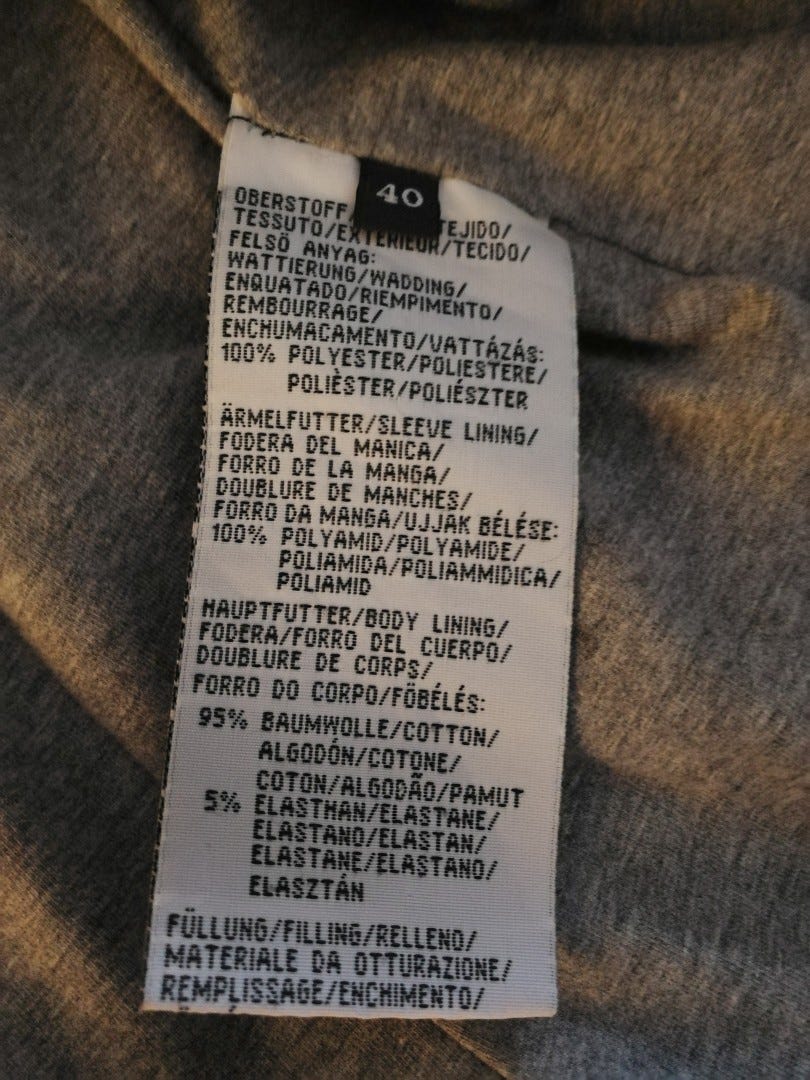 40
OBERSTOFF/ TEJIDO/
TESSUTO/EXTÉRIEUR/TECIDO/
FELSÖ ANYAG:
WATTIERUNG/WADDING/
ENQUATADO/RIEMPIMENTO/
REMBOURRAGE/
ENCHUMACAMENTO/VATTÁZÁS:
100% POLYESTER/POLIESTERE/
POLIÈSTER/POLIÉSZTER
ÄRMELFUTTER/SLEEVE LINING/
FODERA DEL MANICA/
FORRO DE LA MANGA/
DOUBLURE DE MANCHES/
FORRO DA MANGA/UJJAK BÉLÉSE:
100% POLYAMID/POLYAMIDE/
POLIAMIDA/POLIAMMIDICA/
POLIAMID
HAUPTFUTTER/BODY LINING/
FODERA/FORRO DEL CUERPO/
DOUBLURE DE CORPS/
FORRO DO CORPO/FÖBÉLÉS:
95% BAUMWOLLE/COTTON/
ALGODÓN/COTONE/
COTON/ALGODÃO/PAMUT
5% ELASTHAN/ELASTANE/
ELASTANO/ELASTAN/
ELASTANE/ELASTANO/
ELASZTÁN
FÜLLUNG/FILLING/RELLENO/
MATERIALE DA OTTURAZIONE/
REMPLISSAGE/ENCHIMENTO/